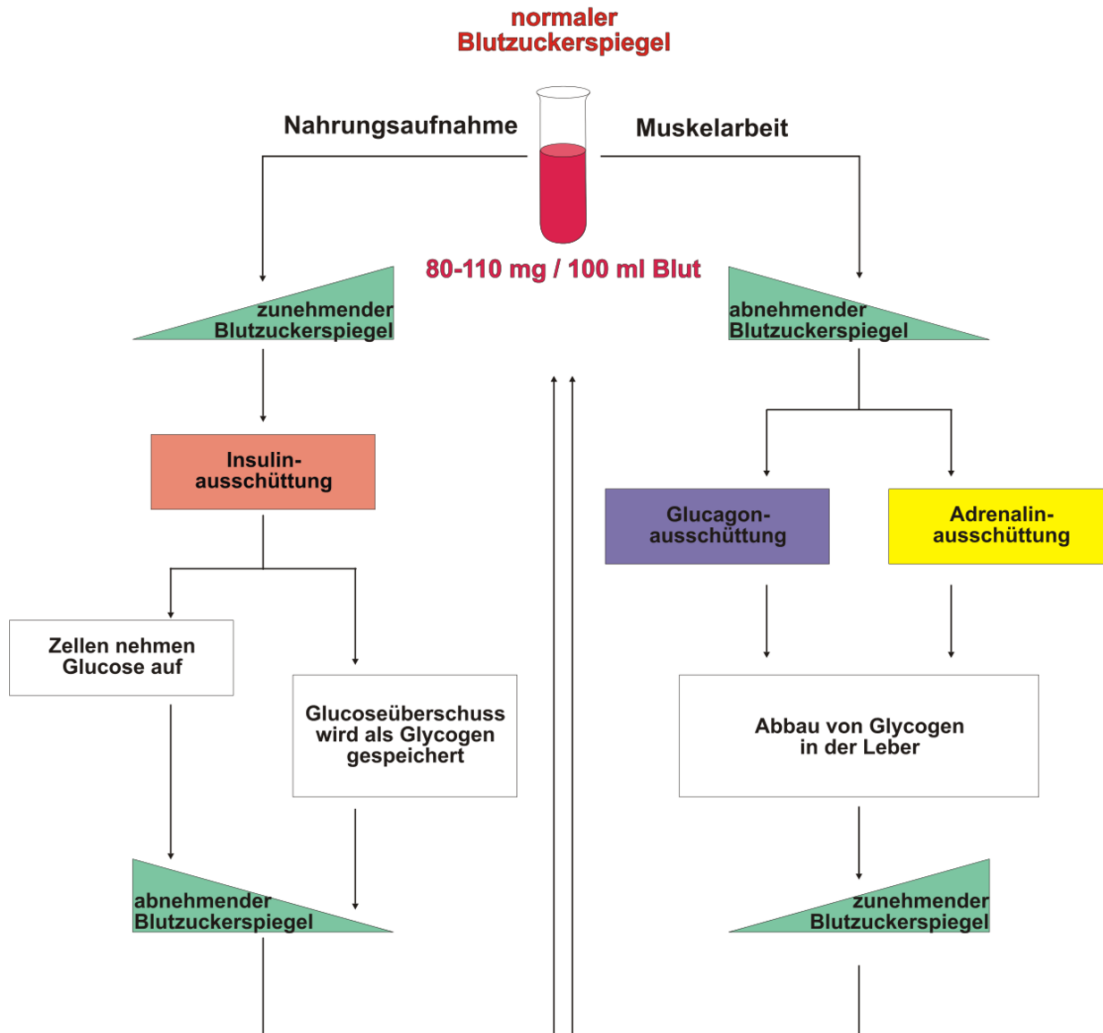 normaler
Blutzuckerspiegel
Nahrungsaufnahme
Muskelarbeit
80-110 mg / 100 ml Blut
zunehmender
Blutzuckerspiegel
abnehmender
Blutzuckerspiegel
Insulin-
ausschüttung
Glucagon-
ausschüttung
Adrenalin-
ausschüttung
Zellen nehmen
Glucose auf
Glucoseüberschuss
wird als Glycogen
gespeichert
Abbau von Glycogen
in der Leber
abnehmender
Blutzuckerspiegel
zunehmender
Blutzuckerspiegel